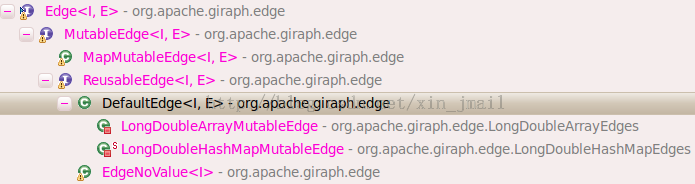 Edge<I, E> - org.apache.giraph.edge
MutableEdge<I, E> - org.apache.giraph.edge
MapMutableEdge<I, E> - org.apache.giraph.edge
ReusableEdge<I, E> - org.apache.giraph.edge
DefaultEdge<I, E> - org.apache.giraph.edge
LongDoubleArrayMutableEdge - org.apache.giraph.edge.LongDoubleArrayEdges
S LongDoubleHashMapMutableEdge - org.apache.giraph.edge.LongDoubleHashMapEdges
EdgeNoValue<I> - org.apache.giraph.edge